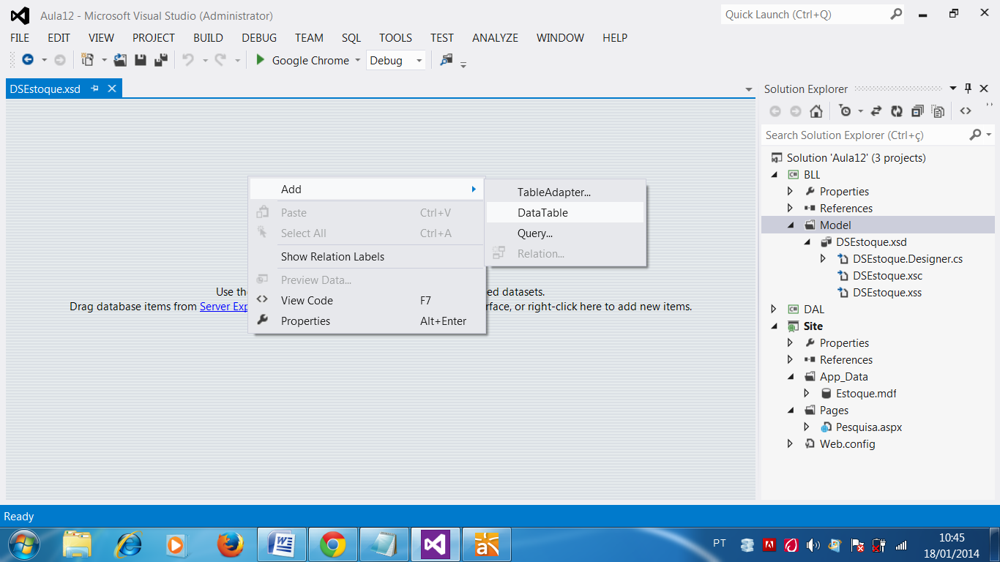 Aula12 - Microsoft Visual Studio (Administrator)
Quick Launch (Ctrl+Q)
FILE EDIT VIEW PROJECT BUILD DEBUG TEAM SQL TOOLS TEST ANALYZE WINDOW HELP
Google Chrome Debug
DSEstoque.xsd
Add
Paste Ctrl+V
Select All Ctrl+A
Show Relation Labels
Preview Data...
View Code F7
Properties Alt+Enter
TableAdapter...
DataTable
Query...
Relation...
Use th ed datasets.
Drag database items from Server Exp rface, or right-click here to add new items.
Solution Explorer
Search Solution Explorer (Ctrl+ç)
Solution 'Aula12' (3 projects)
C# BLL
Properties
References
Model
DSEstoque.xsd
DSEstoque.Designer.cs
DSEstoque.xsc
DSEstoque.xss
C# DAL
Site
Properties
References
App_Data
Estoque.mdf
Pages
Pesquisa.aspx
Web.config
Ready
PT
10:45
18/01/2014